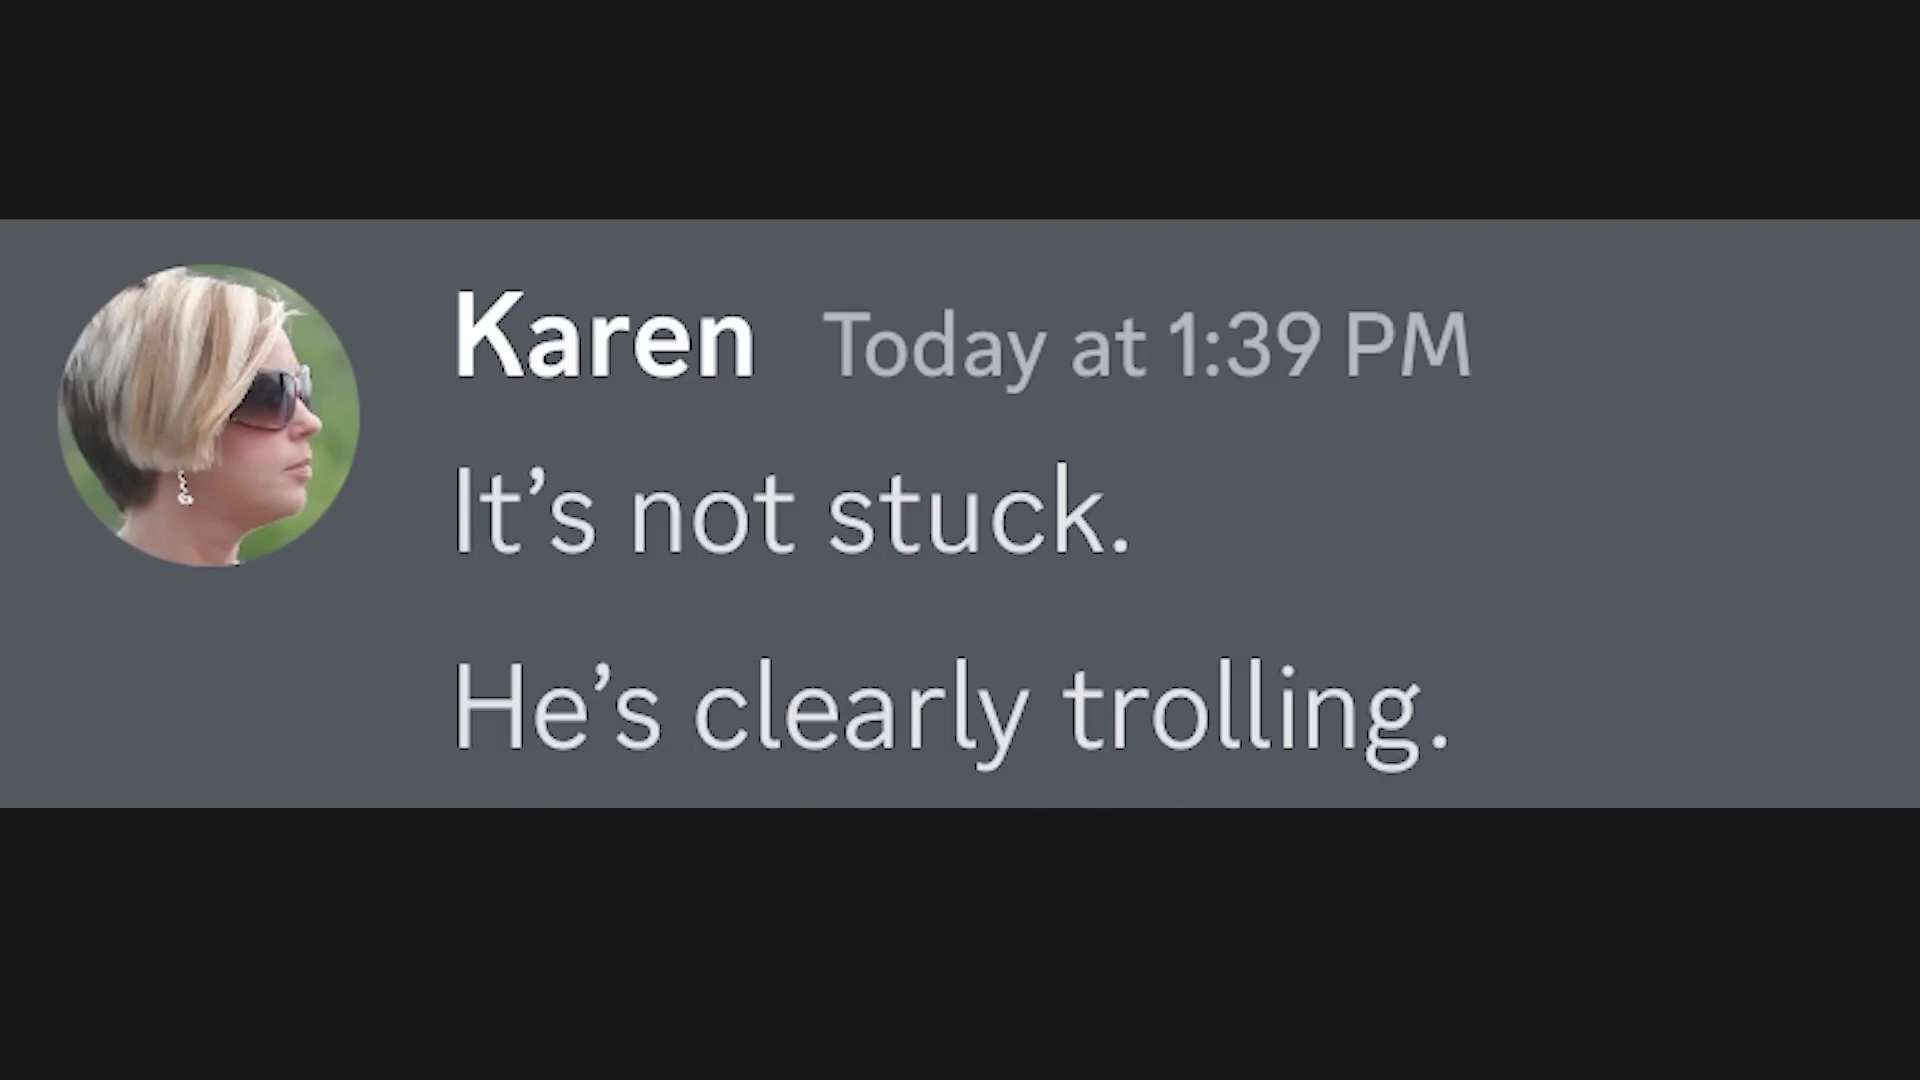 Karen Today at 1:39 PM
It’s not stuck.
He’s clearly trolling.